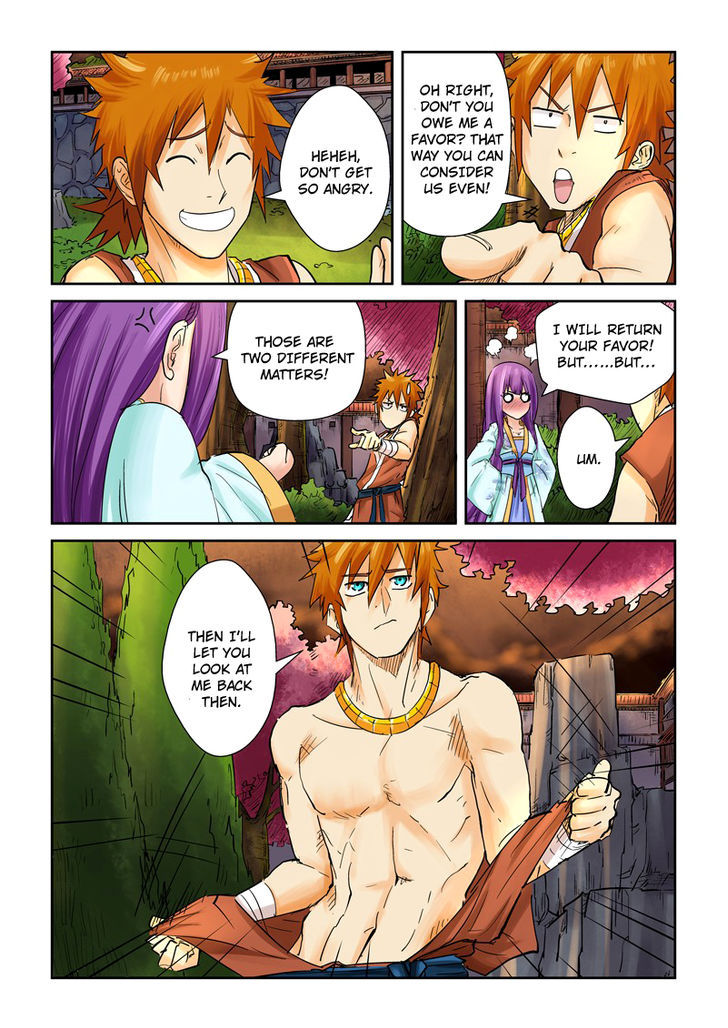 HEHEH,
DON'T GET
SO ANGRY.
OH RIGHT,
DON'T YOU
OWE ME A
FAVOR? THAT
WAY YOU CAN
CONSIDER
US EVEN!
THOSE ARE
TWO DIFFERENT
MATTERS!
I WILL RETURN
YOUR FAVOR!
BUT......BUT...
UM.
THEN I'LL
LET YOU
LOOK AT
ME BACK
THEN.